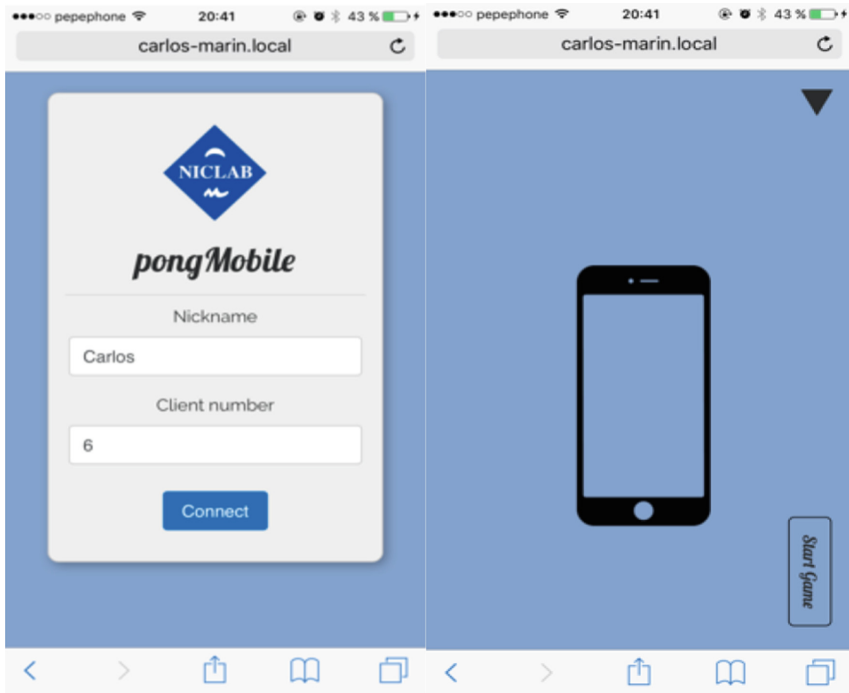 pepephone 20:41 43 %
carlos-marin.local
NICLAB
pongMobile
Nickname
Carlos
Client number
6
Connect
pepephone 20:41 43 %
carlos-marin.local
Start Game